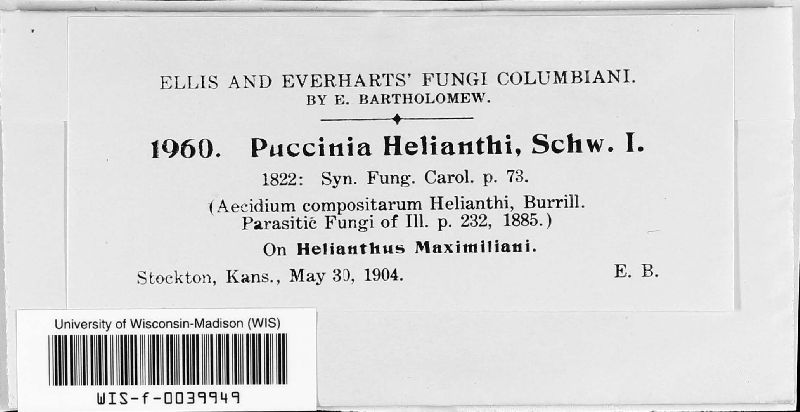 ELLIS AND EVERHARTS' FUNGI COLUMBIANI.
BY E. BARTHOLOMEW.
1960. Puccinia Helianthi, Schw. I.
1822: Syn. Fung. Carol. p. 73.
(Aecidium compositarum Helianthi, Burrill.
Parasitic Fungi of Ill. p. 232, 1885.)
On Helianthus Maximiliani.
Stockton, Kans., May 30, 1904. E. B.
University of Wisconsin-Madison (WIS)
WIS-f-0039949